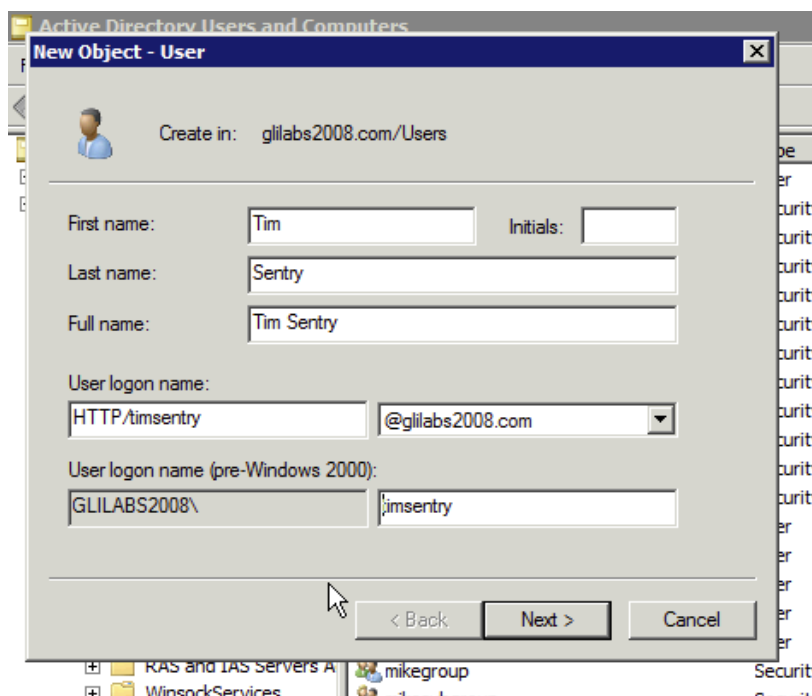 Active Directory Users and Computers
New Object - User
Create in: glilabs2008.com/Users
First name: Tim Initials:
Last name: Sentry
Full name: Tim Sentry
User logon name:
HTTP/timsentry @glilabs2008.com
User logon name (pre-Windows 2000):
GLILABS2008\ timsentry
< Back Next > Cancel
RAS and IAS Servers A mikegroup Securit
WinsockServices